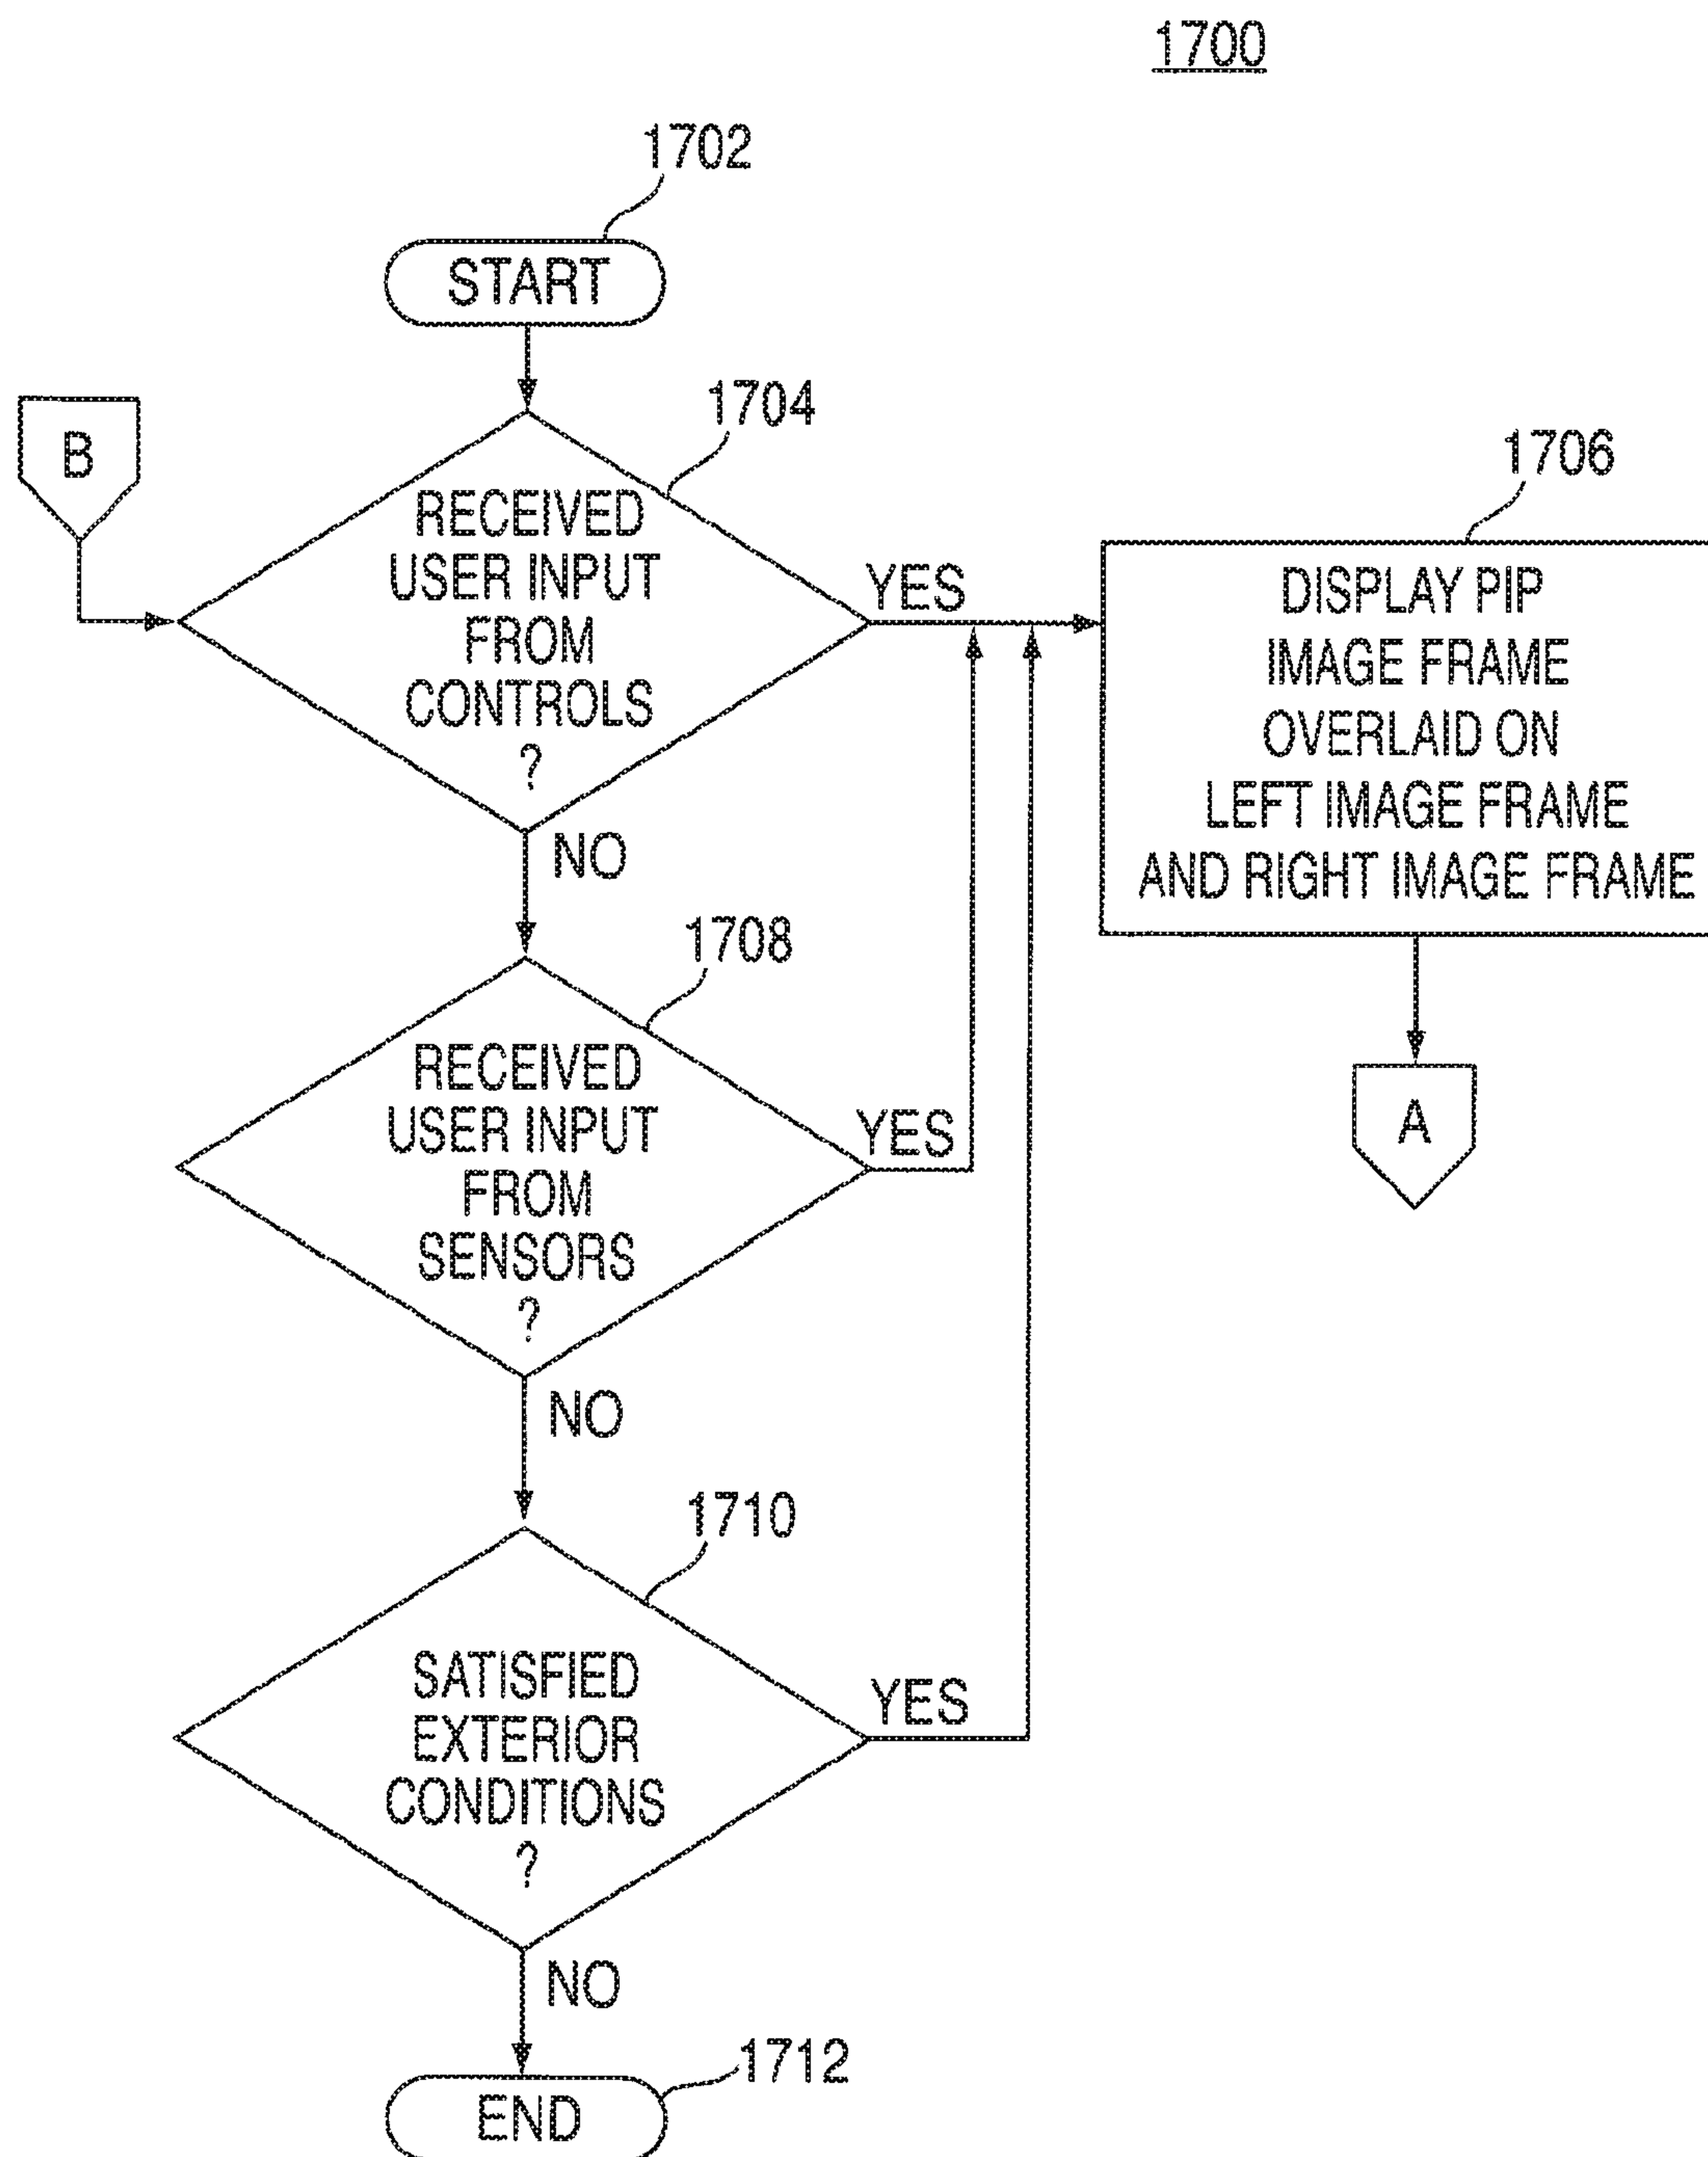 1700
1702
START
1704
B
RECEIVED
USER INPUT
FROM
CONTROLS
?
YES
NO
1706
DISPLAY PIP
IMAGE FRAME
OVERLAID ON
LEFT IMAGE FRAME
AND RIGHT IMAGE FRAME
A
1708
RECEIVED
USER INPUT
FROM
SENSORS
?
YES
NO
1710
SATISFIED
EXTERIOR
CONDITIONS
?
YES
NO
1712
END